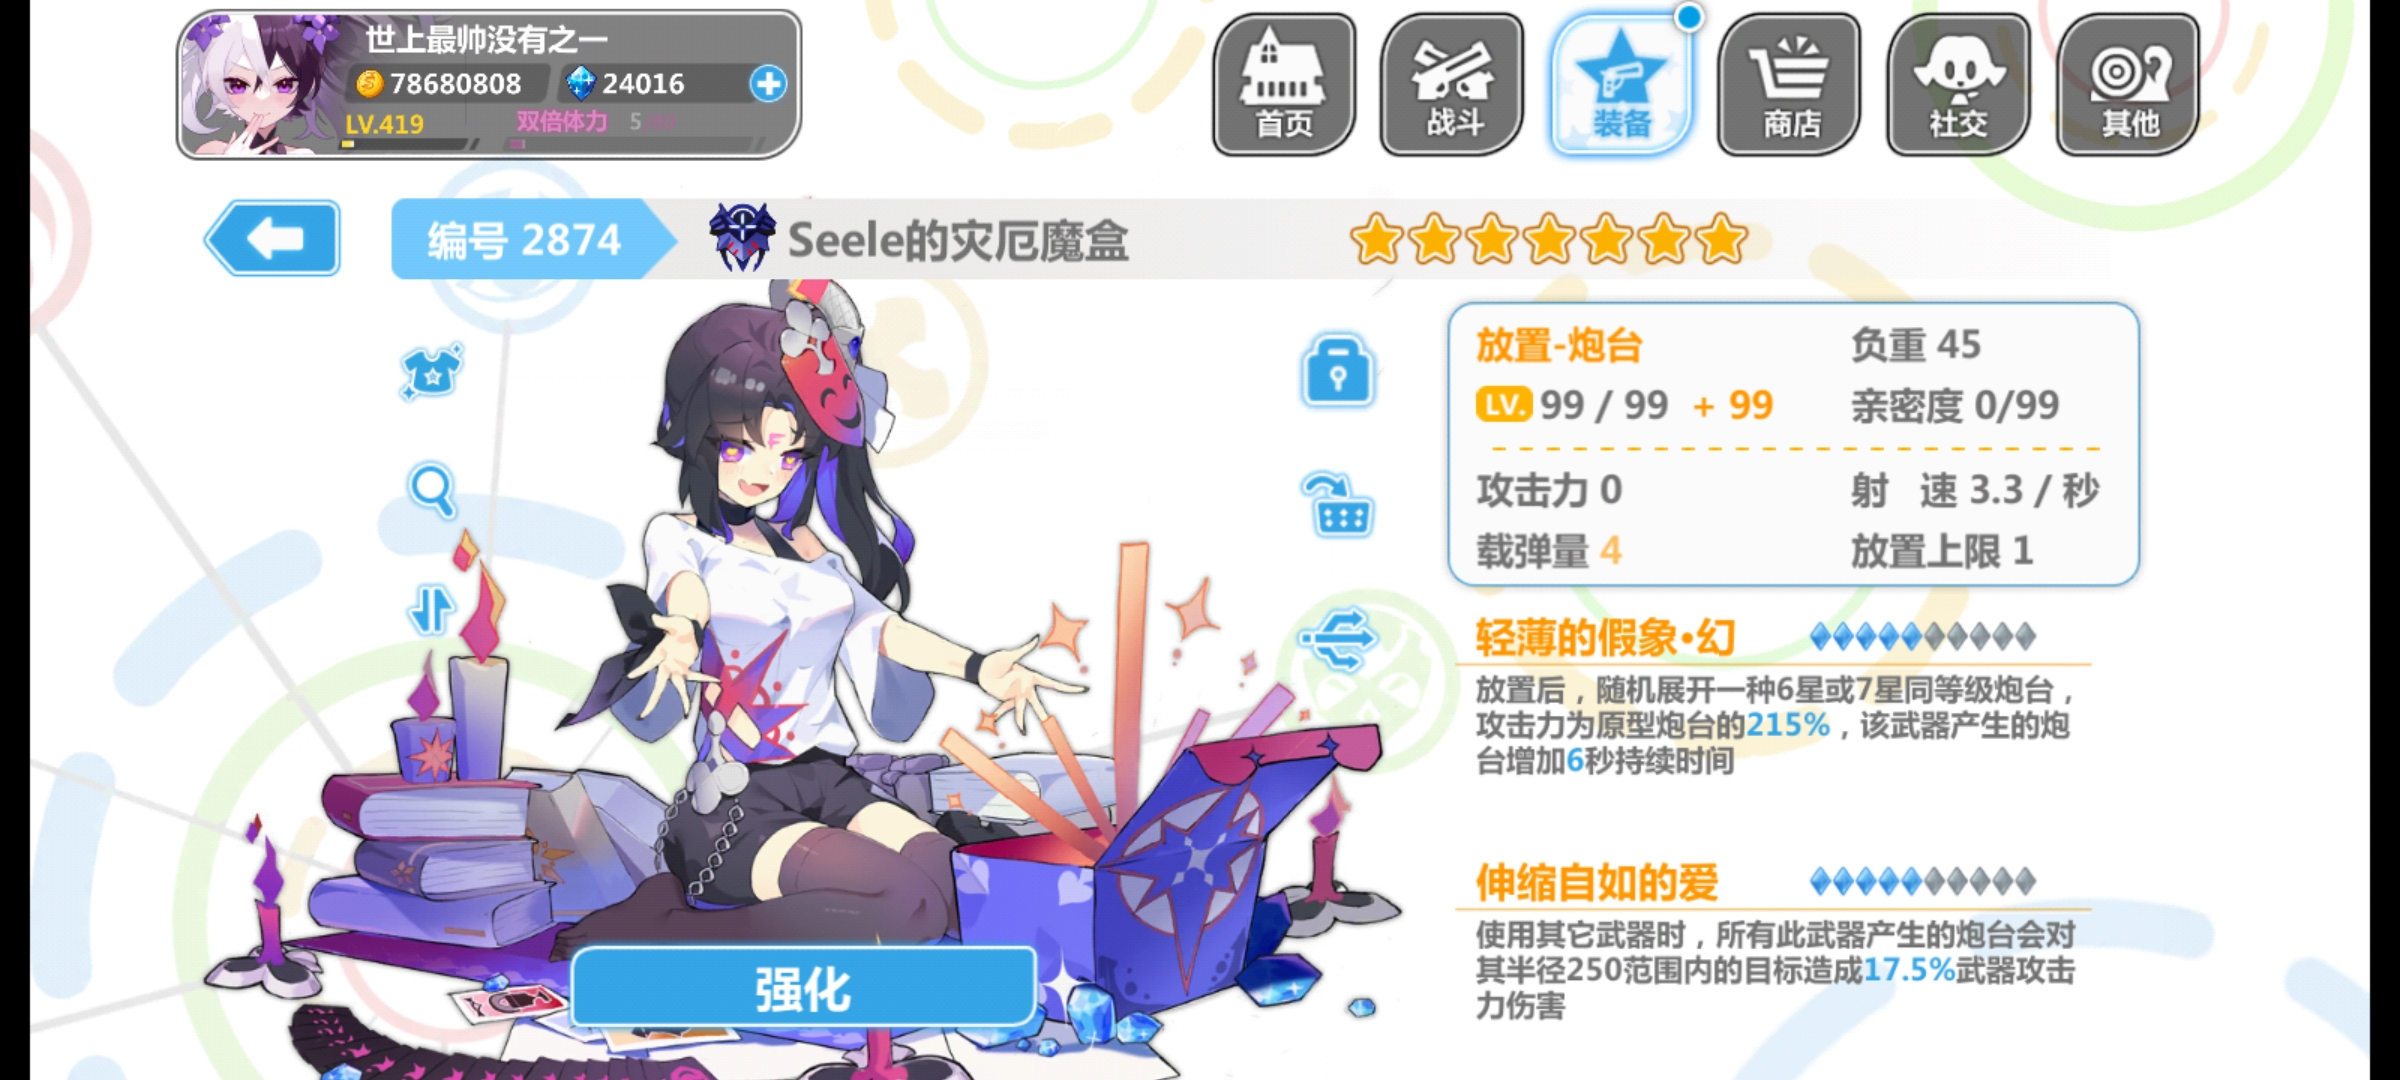 世上最帅没有之一
78680808 24016
LV.419 双倍体力 5/80
首页 战斗 装备 商店 社交 其他
编号 2874 Seele的灾厄魔盒
放置-炮台 负重 45
LV. 99 / 99 + 99 亲密度 0/99
攻击力 0 射 速 3.3 / 秒
载弹量 4 放置上限 1
轻薄的假象•幻
放置后，随机展开一种6星或7星同等级炮台，
攻击力为原型炮台的215%，该武器产生的炮
台增加6秒持续时间
伸缩自如的爱
使用其它武器时，所有此武器产生的炮台会对
其半径250范围内的目标造成17.5%武器攻击
力伤害
强化